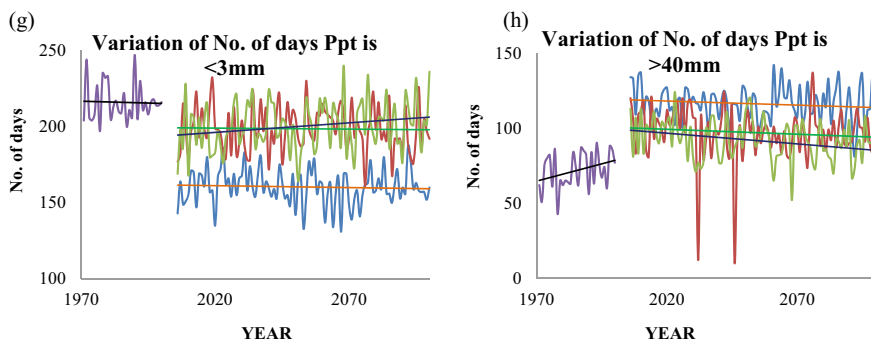 (g)
Variation of No. of days Ppt is
<3mm
No. of days
250
200
150
100
1970
2020
2070
YEAR
(h)
Variation of No. of days Ppt is
>40mm
No. of days
150
100
50
0
1970
2020
2070
YEAR